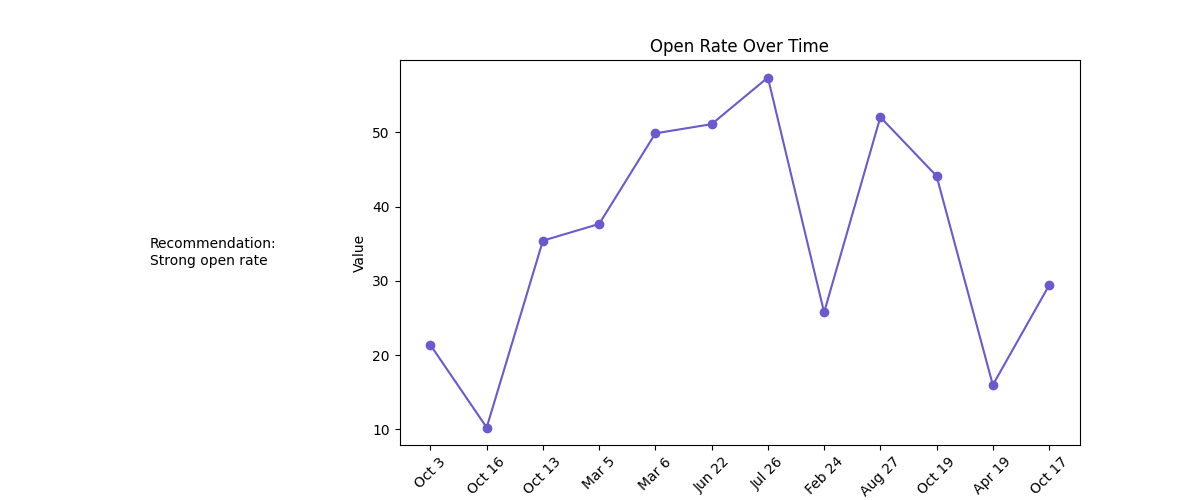 Open Rate Over Time
Recommendation:
Strong open rate
Value
50
40
30
20
10
Oct 3
Oct 16
Oct 13
Mar 5
Mar 6
Jun 22
Jul 26
Feb 24
Aug 27
Oct 19
Apr 19
Oct 17